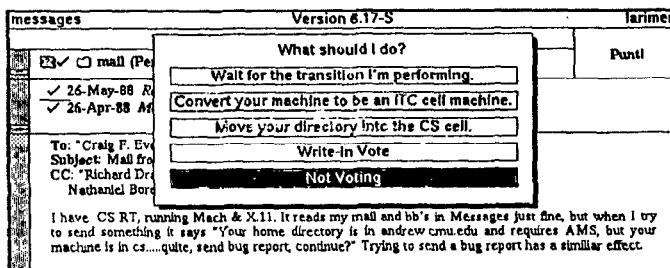 messages Version 6.17-S larimer
mail (Pe
Punti
What should I do?
Wait for the transition I'm performing.
Convert your machine to be an ITC cell machine.
Move your directory into the CS cell.
Write-in Vote
Not Voting
26-May-88 Re
26-Apr-88 M
To: "Craig F. Eve
Subject: Mail fro
CC: "Richard Dra
Nathaniel Bore
I have CS RT, running Mach & X.11. It reads my mail and bb's in Messages just fine, but when I try
to send something it says "Your home directory is in andrew.cmu.edu and requires AMS, but your
machine is in cs.....quite, send bug report, continue?" Trying to send a bug report has a similiar effect.